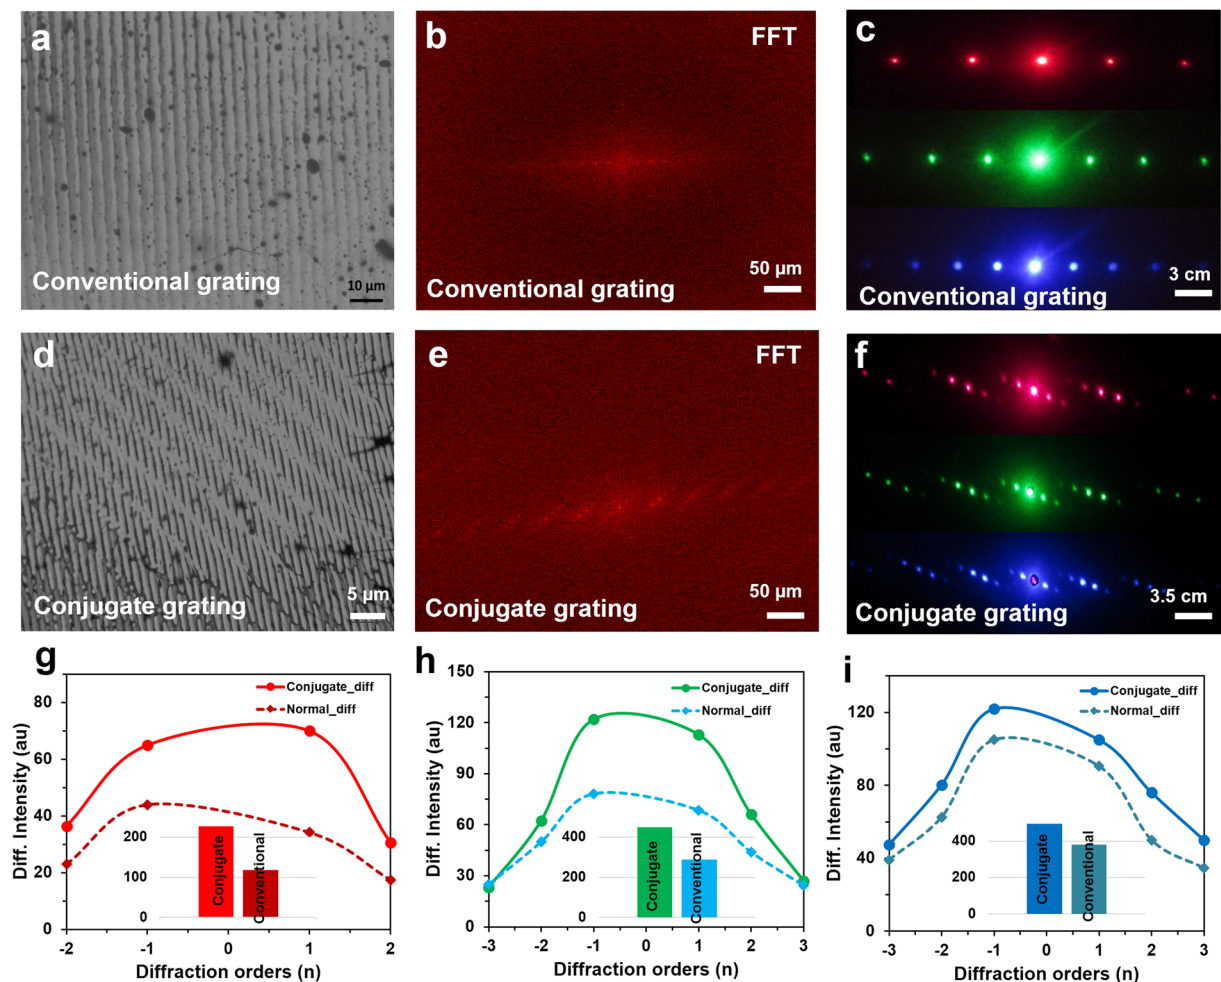 a
Conventional grating
10 µm
b
FFT
50 µm
Conventional grating
c
3 cm
Conventional grating
d
5 µm
Conjugate grating
e
FFT
50 µm
Conjugate grating
f
3.5 cm
Conjugate grating
g
Diff. Intensity (au)
80
60
40
20
0
Conjugate_diff
Normal_diff
200
100
0
Conjugate
Conventional
-2
-1
0
1
2
Diffraction orders (n)
h
Diff. Intensity (au)
150
120
90
60
30
0
Conjugate_diff
Normal_diff
400
200
0
Conjugate
Conventional
-3
-2
-1
0
1
2
3
Diffraction orders (n)
i
Diff. Intensity (au)
120
80
40
0
Conjugate_diff
Normal_diff
400
200
0
Conjugate
Conventional
-3
-2
-1
0
1
2
3
Diffraction orders (n)